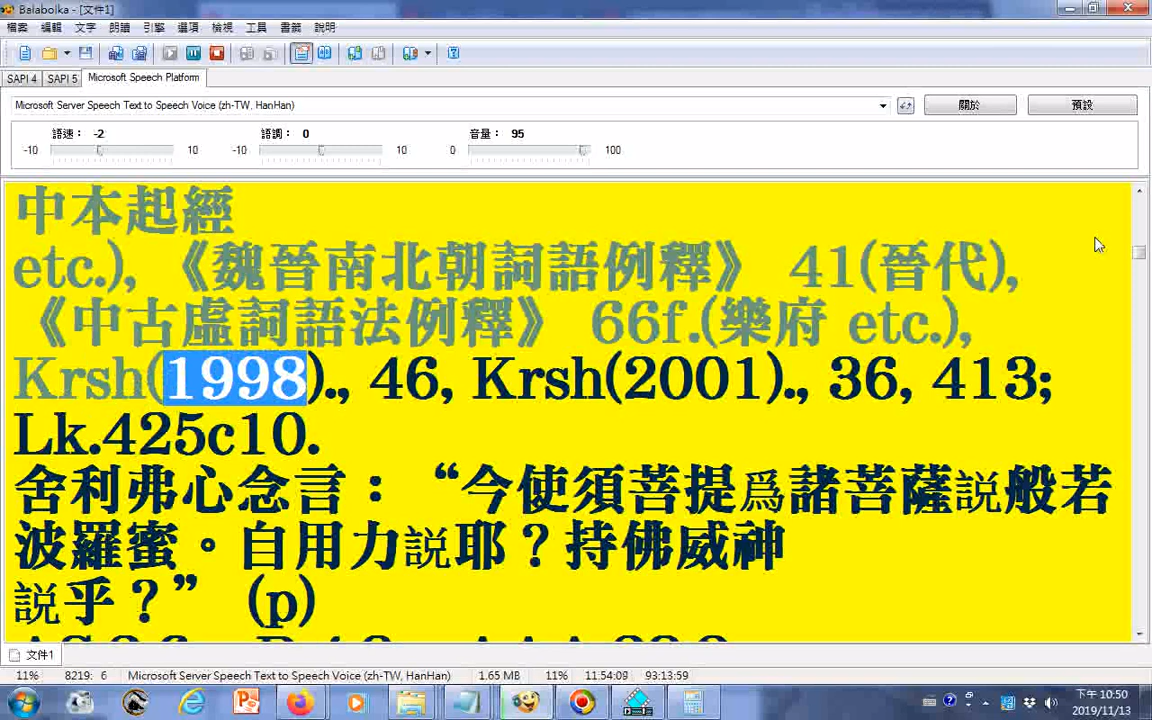 Balabolka - [文件1]
檔案 編輯 文字 朗讀 引擎 選項 檢視 工具 書籤 說明
SAPI 4 SAPI 5 Microsoft Speech Platform
Microsoft Server Speech Text to Speech Voice (zh-TW, HanHan) 關於 預設
語速： -2 語調： 0 音量： 95
-10 10 -10 10 0 100
中本起經
etc.), 《魏晉南北朝詞語例釋》 41(晉代),
《中古虛詞語法例釋》 66f.(樂府 etc.),
Krsh(1998)., 46, Krsh(2001)., 36, 413;
Lk.425c10.
舍利弗心念言：“今使須菩提爲諸菩薩説般若
波羅蜜。自用力説耶？持佛威神
説乎？” (p)
文件1
11% 8219: 6 Microsoft Server Speech Text to Speech Voice (zh-TW, HanHan) 1.65 MB 11% 11:54:09 93:13:59
下午 10:50
2019/11/13